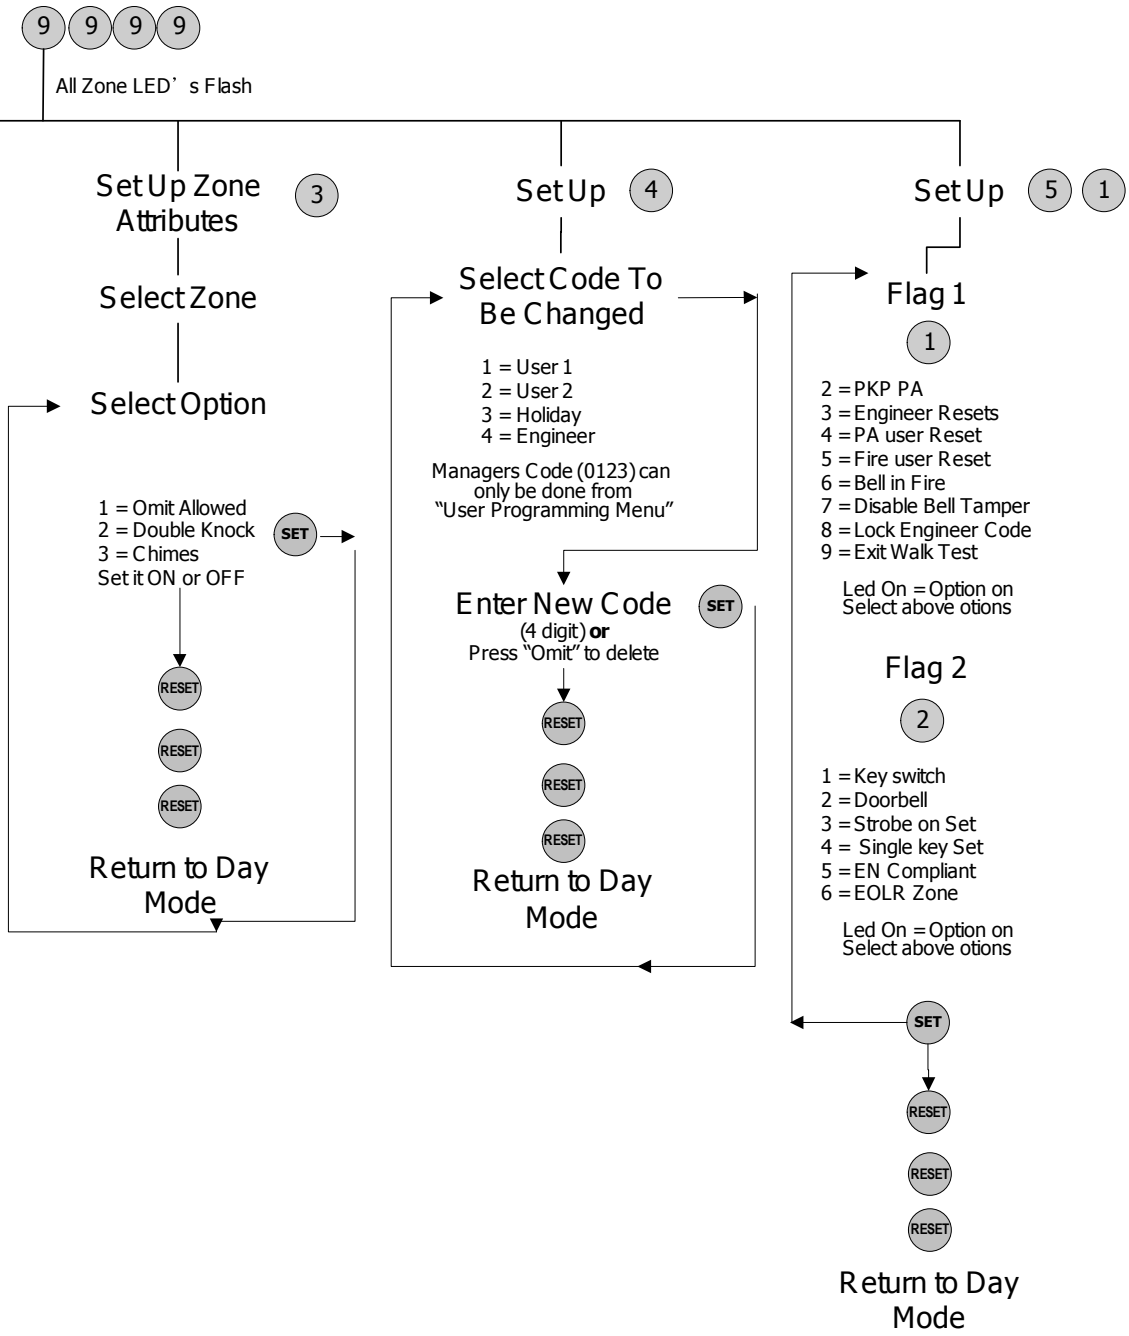 9 9 9 9
All Zone LED’s Flash
Set Up Zone
Attributes
3
Select Zone
Select Option
1 = Omit Allowed
2 = Double Knock
3 = Chimes
Set it ON or OFF
SET
RESET
RESET
RESET
Return to Day
Mode
Set Up 4
Select Code To
Be Changed
1 = User 1
2 = User 2
3 = Holiday
4 = Engineer
Managers Code (0123) can
only be done from
“User Programming Menu”
Enter New Code
(4 digit) or
Press “Omit” to delete
SET
RESET
RESET
RESET
Return to Day
Mode
Set Up 5 1
Flag 1
1
2 = PKP PA
3 = Engineer Resets
4 = PA user Reset
5 = Fire user Reset
6 = Bell in Fire
7 = Disable Bell Tamper
8 = Lock Engineer Code
9 = Exit Walk Test
Led On = Option on
Select above otions
Flag 2
2
1 = Key switch
2 = Doorbell
3 = Strobe on Set
4 = Single key Set
5 = EN Compliant
6 = EOLR Zone
Led On = Option on
Select above otions
SET
RESET
RESET
RESET
Return to Day
Mode